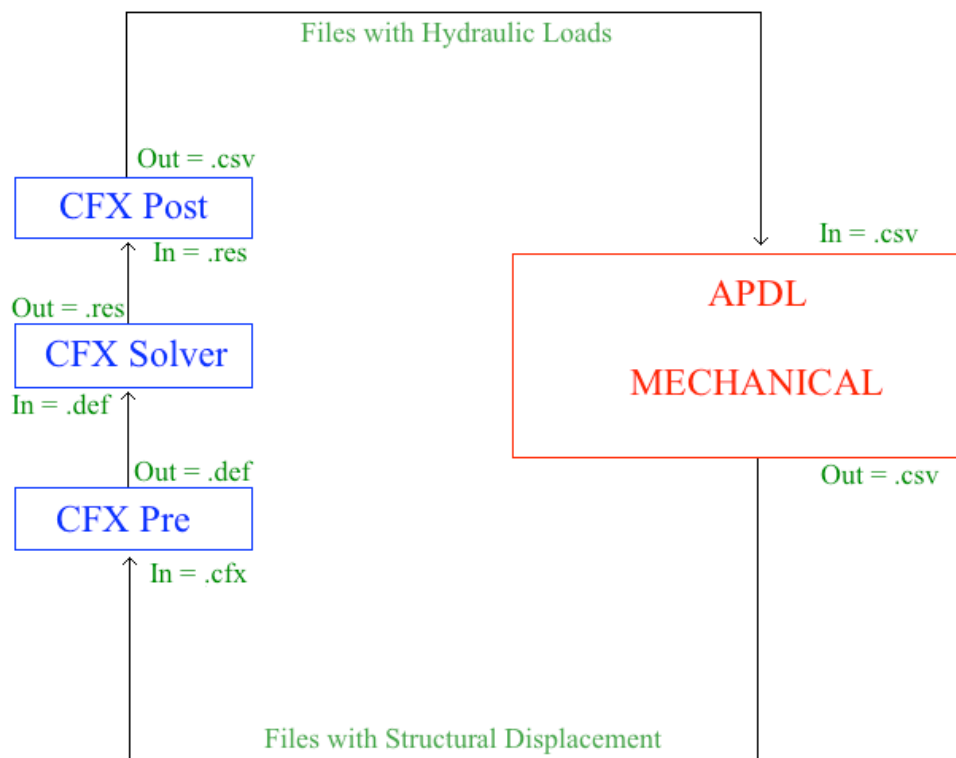 Files with Hydraulic Loads
Out = .csv
CFX Post
In = .res
Out = .res
CFX Solver
In = .def
Out = .def
CFX Pre
In = .cfx
In = .csv
APDL
MECHANICAL
Out = .csv
Files with Structural Displacement